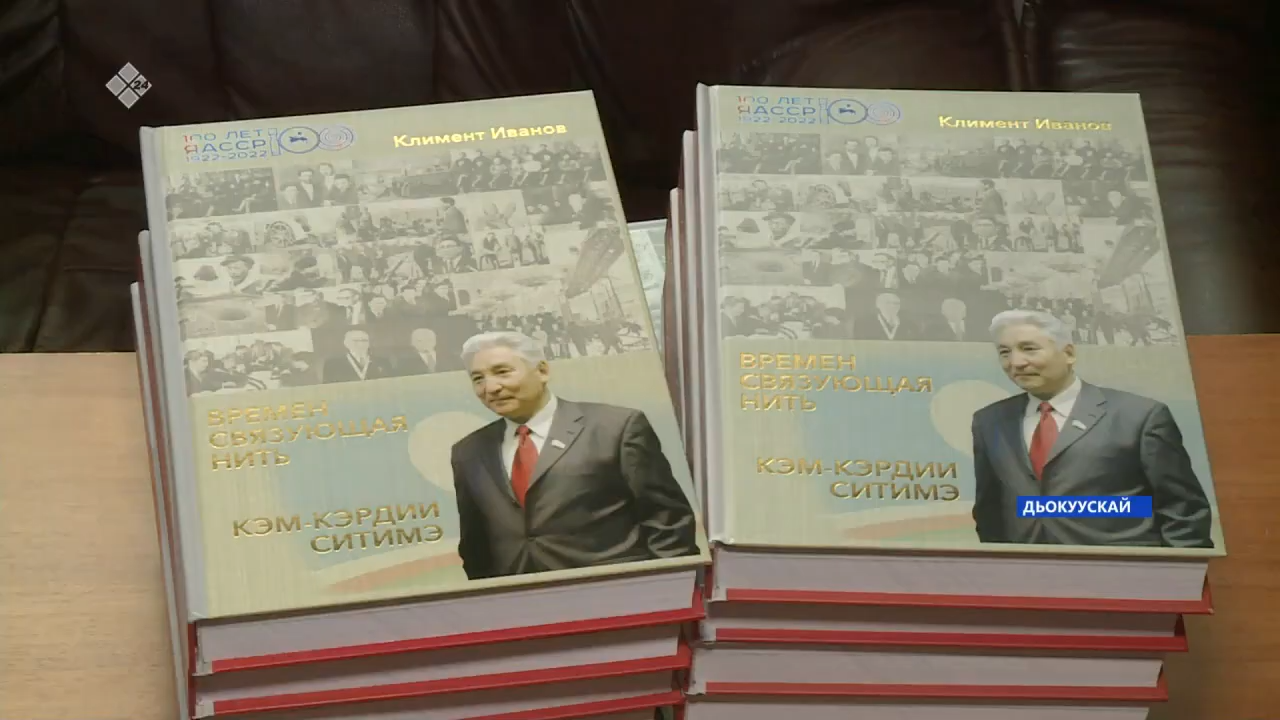 24
100 ЛЕТ
ЯАССР
1922-2022
Климент Иванов
ВРЕМЕН
СВЯЗУЮЩАЯ
НИТЬ
КЭМ-КЭРДИИ
СИТИМЭ
100 ЛЕТ
ЯАССР
1922-2022
Климент Иванов
ВРЕМЕН
СВЯЗУЮЩАЯ
НИТЬ
КЭМ-КЭРДИИ
СИТИМЭ
ДЬОКУУСКАЙ